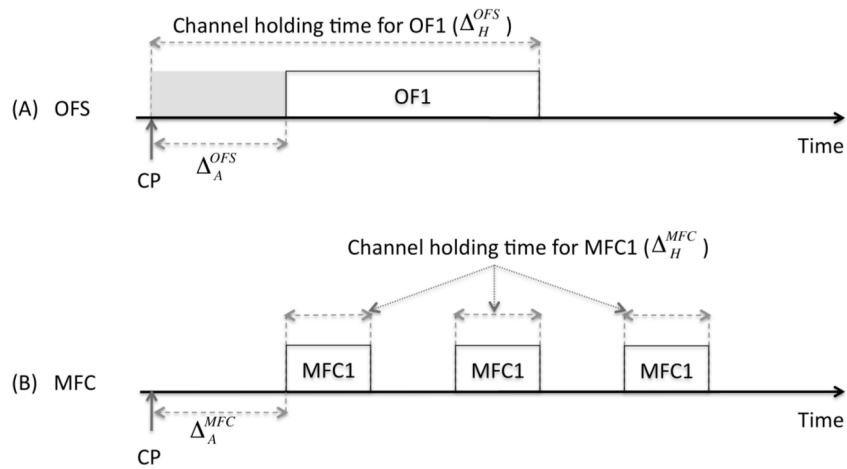 Channel holding time for OF1 (Δ_H^OFS)
OF1
(A) OFS
Time
Δ_A^OFS
CP
Channel holding time for MFC1 (Δ_H^MFC)
MFC1 MFC1 MFC1
(B) MFC
Time
Δ_A^MFC
CP